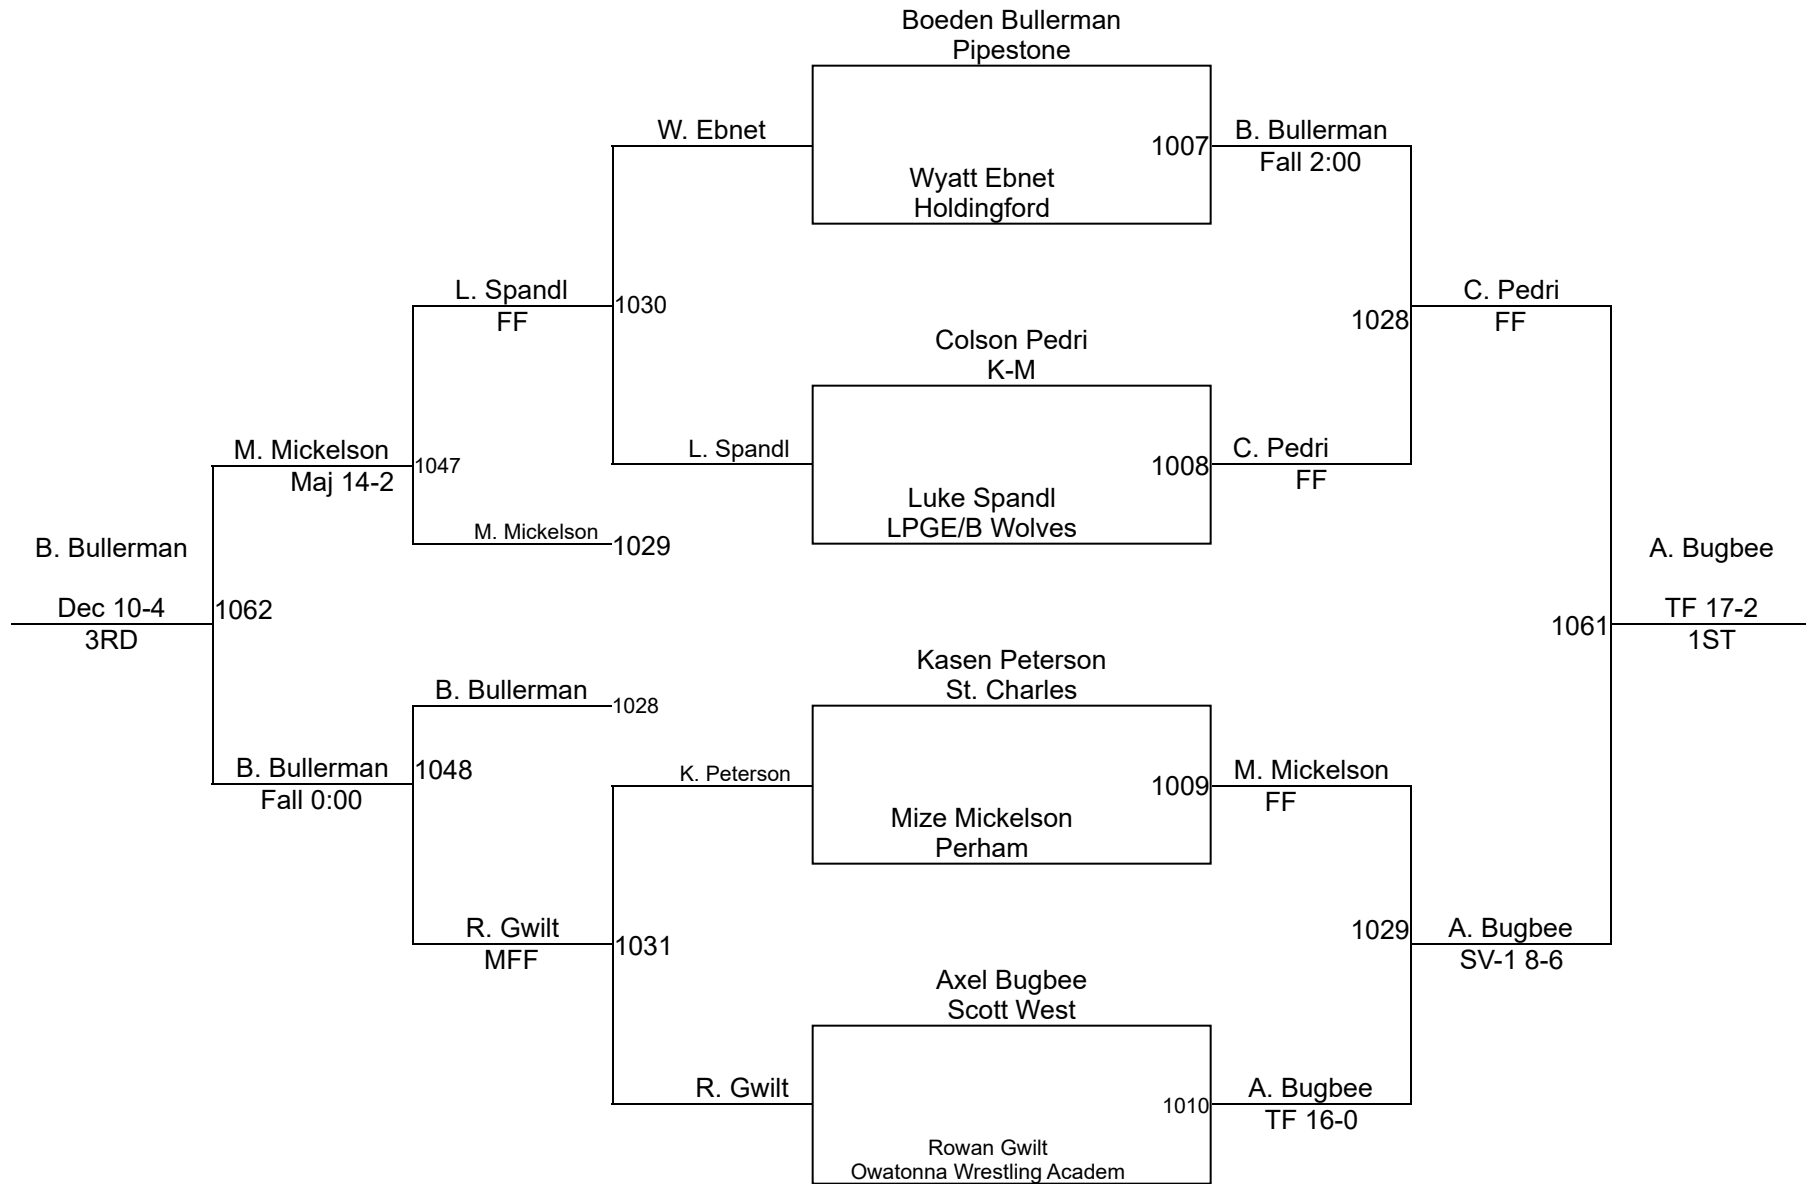 Boeden Bullerman
Pipestone
W. Ebnet
1007
B. Bullerman
Fall 2:00
Wyatt Ebnet
Holdingford
L. Spandl
FF
1030
C. Pedri
FF
1028
Colson Pedri
K-M
M. Mickelson
Maj 14-2
1047
L. Spandl
1008
C. Pedri
FF
Luke Spandl
LPGE/B Wolves
M. Mickelson
1029
B. Bullerman
Dec 10-4
3RD
1062
A. Bugbee
TF 17-2
1ST
1061
Kasen Peterson
St. Charles
B. Bullerman
1028
B. Bullerman
Fall 0:00
1048
K. Peterson
1009
M. Mickelson
FF
Mize Mickelson
Perham
R. Gwilt
MFF
1031
1029
A. Bugbee
SV-1 8-6
Axel Bugbee
Scott West
R. Gwilt
1010
A. Bugbee
TF 16-0
Rowan Gwilt
Owatonna Wrestling Academ